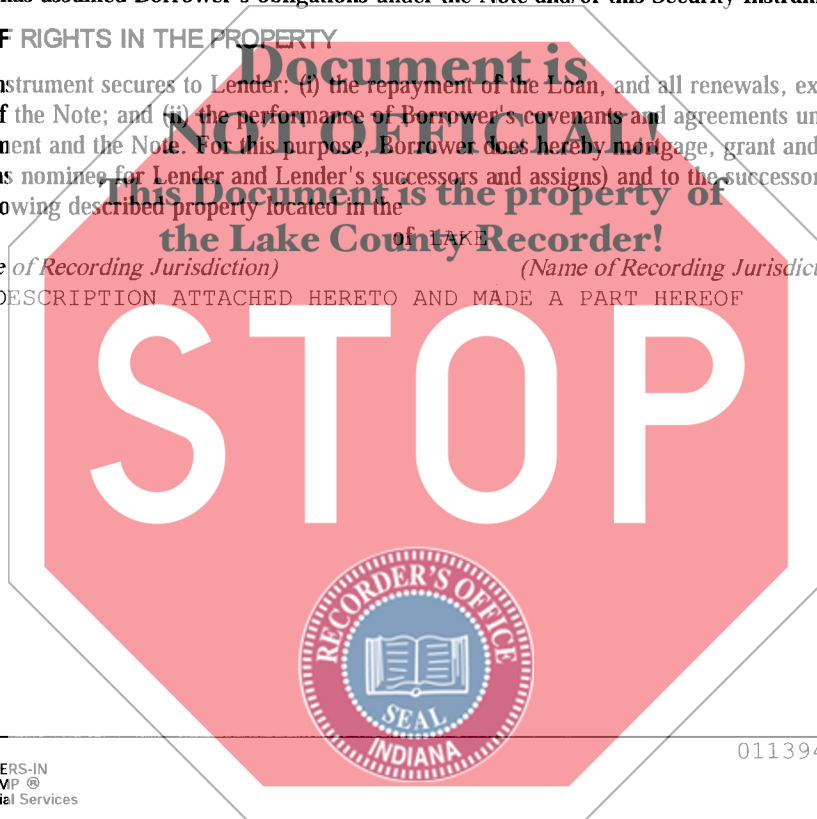 has assumed Borrower's obligations under the Note and/or this Security Instrum
F RIGHTS IN THE PROPERTY
Document is
nstrument secures to Lender: (i) the repayment of the Loan, and all renewals, ex
f the Note; and (ii) the performance of Borrower's covenants and agreements un
NOT OFFICIAL!
ment and the Note. For this purpose, Borrower does hereby mortgage, grant and
s nominee for Lender and Lender's successors and assigns) and to the successor
This Document is the property of
owing described property located in the
the Lake County Recorder!
of LAKE
e of Recording Jurisdiction) (Name of Recording Jurisdict
DESCRIPTION ATTACHED HERETO AND MADE A PART HEREOF
STOP
RECORDER'S OFFICE
SEAL
INDIANA
011394
ERS-IN
MP ®
ial Services